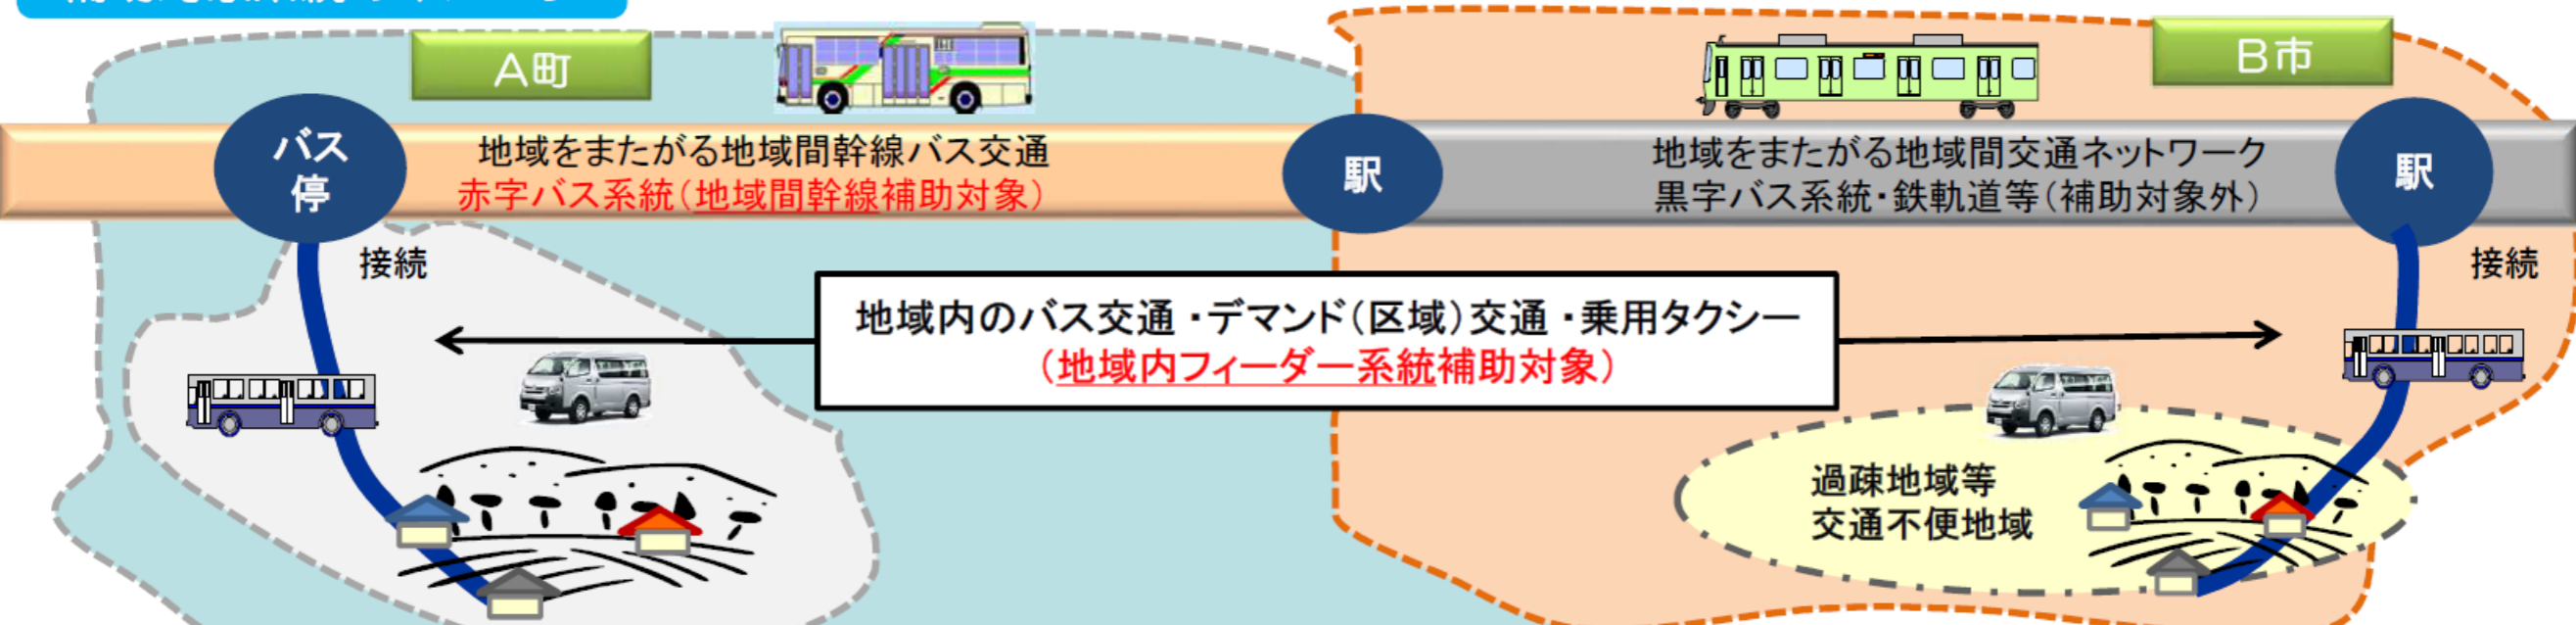 A町
B市
バス
停
地域をまたがる地域間幹線バス交通
赤字バス系統(地域間幹線補助対象)
駅
地域をまたがる地域間交通ネットワーク
黒字バス系統・鉄軌道等(補助対象外)
駅
接続
接続
地域内のバス交通・デマンド(区域)交通・乗用タクシー
(地域内フィーダー系統補助対象)
過疎地域等
交通不便地域